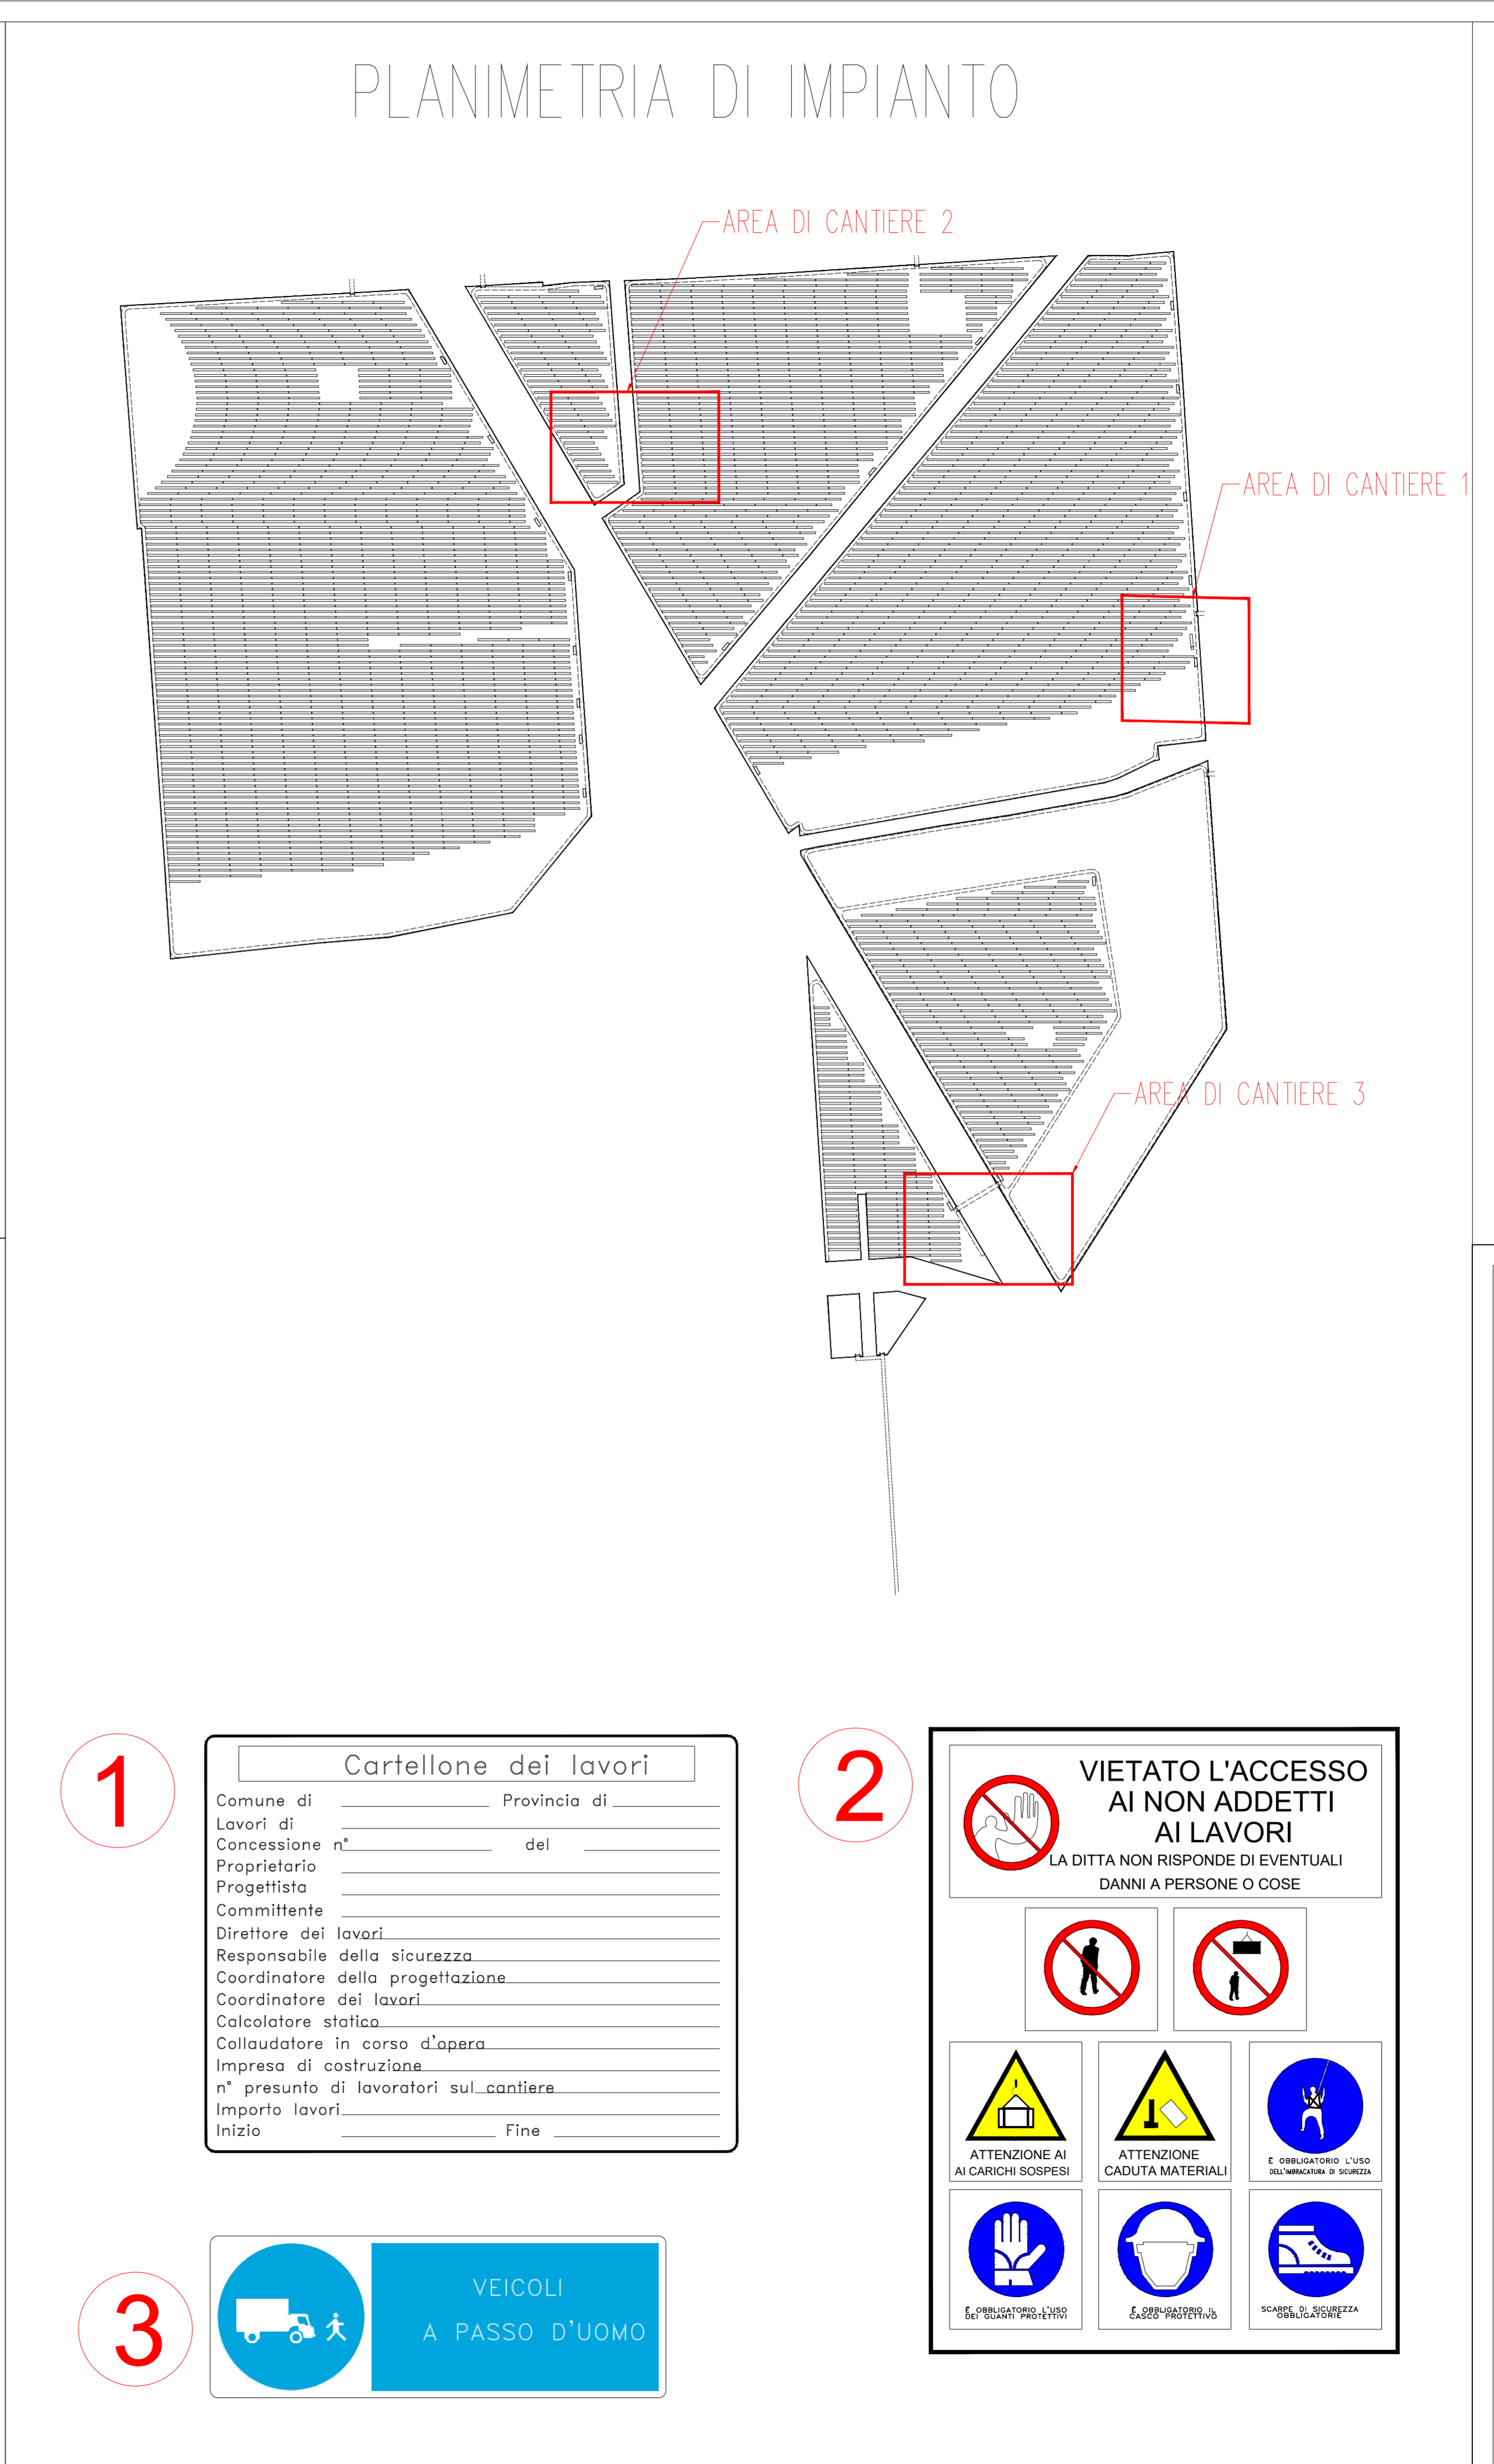 PLANIMETRIA DI IMPIANTO
AREA DI CANTIERE 2
AREA DI CANTIERE 1
AREA DI CANTIERE 3
1
Cartellone dei lavori
Comune di Provincia di
Lavori di
Concessione n° del
Proprietario
Progettista
Committente
Direttore dei lavori
Responsabile della sicurezza
Coordinatore della progettazione
Coordinatore dei lavori
Calcolatore statico
Collaudatore in corso d'opera
Impresa di costruzione
n° presunto di lavoratori sul cantiere
Importo lavori
Inizio Fine
2
VIETATO L'ACCESSO
AI NON ADDETTI
AI LAVORI
LA DITTA NON RISPONDE DI EVENTUALI
DANNI A PERSONE O COSE
ATTENZIONE AI
AI CARICHI SOSPESI
ATTENZIONE
CADUTA MATERIALI
È OBBLIGATORIO L'USO
DELL'IMBRACATURA DI SICUREZZA
È OBBLIGATORIO L'USO
DEI GUANTI PROTETTIVI
È OBBLIGATORIO IL
CASCO PROTETTIVO
SCARPE DI SICUREZZA
OBBLIGATORIE
3
VEICOLI
A PASSO D'UOMO